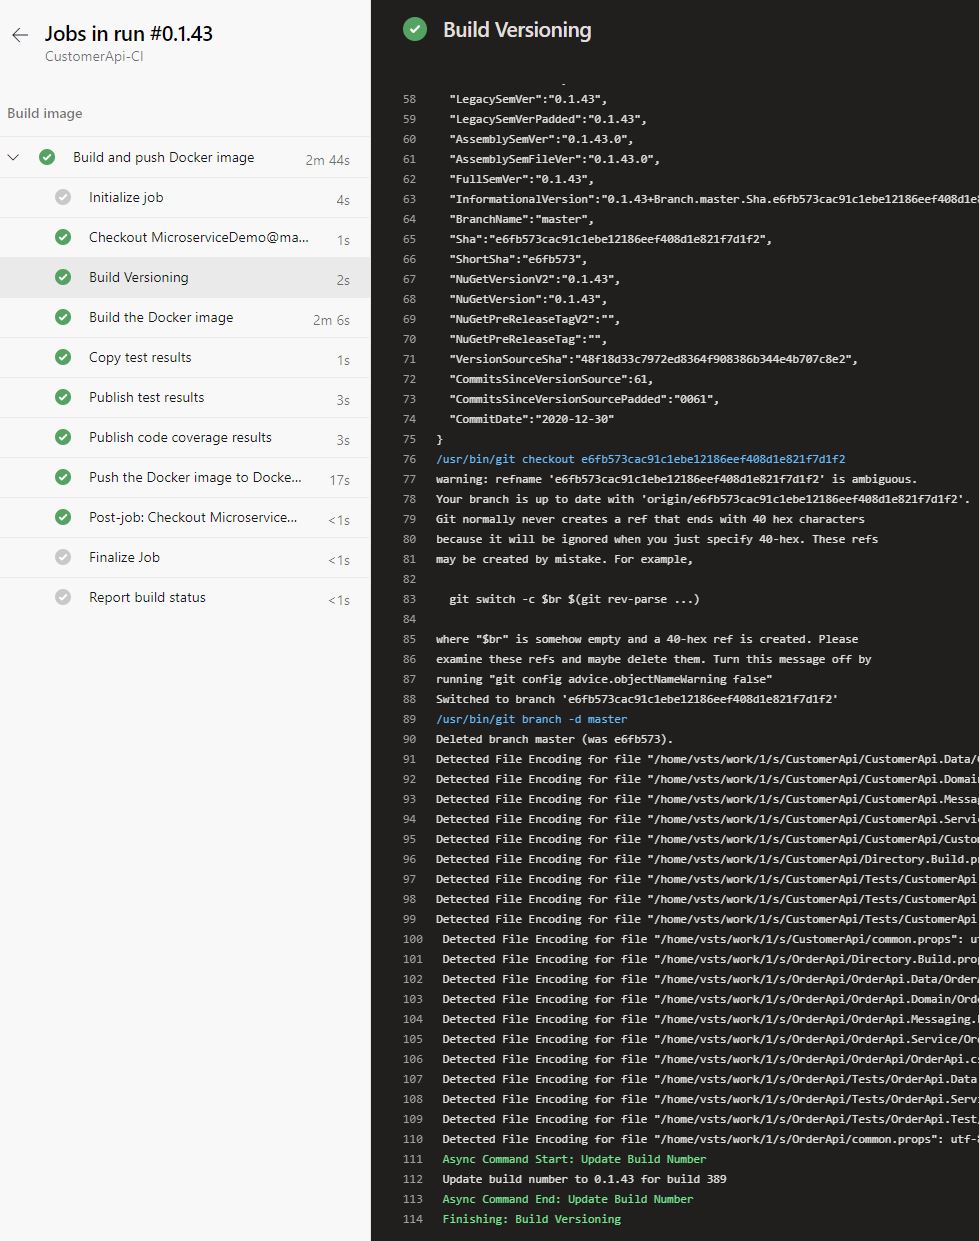 Jobs in run #0.1.43
CustomerApi-CI
Build image
Build and push Docker image 2m 44s
Initialize job 4s
Checkout MicroserviceDemo@ma... 1s
Build Versioning 2s
Build the Docker image 2m 6s
Copy test results 1s
Publish test results 3s
Publish code coverage results 3s
Push the Docker image to Docke... 17s
Post-job: Checkout Microservice... <1s
Finalize Job <1s
Report build status <1s
Build Versioning
58 "LegacySemVer":"0.1.43",
59 "LegacySemVerPadded":"0.1.43",
60 "AssemblySemVer":"0.1.43.0",
61 "AssemblySemFileVer":"0.1.43.0",
62 "FullSemVer":"0.1.43",
63 "InformationalVersion":"0.1.43+Branch.master.Sha.e6fb573cac91c1ebe12186eef408d1e8
64 "BranchName":"master",
65 "Sha":"e6fb573cac91c1ebe12186eef408d1e821f7d1f2",
66 "ShortSha":"e6fb573",
67 "NuGetVersionV2":"0.1.43",
68 "NuGetVersion":"0.1.43",
69 "NuGetPreReleaseTagV2":"",
70 "NuGetPreReleaseTag":"",
71 "VersionSourceSha":"48f18d33c7972ed8364f908386b344e4b707c8e2",
72 "CommitsSinceVersionSource":61,
73 "CommitsSinceVersionSourcePadded":"0061",
74 "CommitDate":"2020-12-30"
75 }
76 /usr/bin/git checkout e6fb573cac91c1ebe12186eef408d1e821f7d1f2
77 warning: refname 'e6fb573cac91c1ebe12186eef408d1e821f7d1f2' is ambiguous.
78 Your branch is up to date with 'origin/e6fb573cac91c1ebe12186eef408d1e821f7d1f2'.
79 Git normally never creates a ref that ends with 40 hex characters
80 because it will be ignored when you just specify 40-hex. These refs
81 may be created by mistake. For example,
82
83 git switch -c $br $(git rev-parse ...)
84
85 where "$br" is somehow empty and a 40-hex ref is created. Please
86 examine these refs and maybe delete them. Turn this message off by
87 running "git config advice.objectNameWarning false"
88 Switched to branch 'e6fb573cac91c1ebe12186eef408d1e821f7d1f2'
89 /usr/bin/git branch -d master
90 Deleted branch master (was e6fb573).
91 Detected File Encoding for file "/home/vsts/work/1/s/CustomerApi/CustomerApi.Data/
92 Detected File Encoding for file "/home/vsts/work/1/s/CustomerApi/CustomerApi.Domai
93 Detected File Encoding for file "/home/vsts/work/1/s/CustomerApi/CustomerApi.Messag
94 Detected File Encoding for file "/home/vsts/work/1/s/CustomerApi/CustomerApi.Servi
95 Detected File Encoding for file "/home/vsts/work/1/s/CustomerApi/CustomerApi/Custo
96 Detected File Encoding for file "/home/vsts/work/1/s/CustomerApi/Directory.Build.p
97 Detected File Encoding for file "/home/vsts/work/1/s/CustomerApi/Tests/CustomerApi
98 Detected File Encoding for file "/home/vsts/work/1/s/CustomerApi/Tests/CustomerApi
99 Detected File Encoding for file "/home/vsts/work/1/s/CustomerApi/Tests/CustomerApi
100 Detected File Encoding for file "/home/vsts/work/1/s/CustomerApi/common.props": u
101 Detected File Encoding for file "/home/vsts/work/1/s/OrderApi/Directory.Build.prop
102 Detected File Encoding for file "/home/vsts/work/1/s/OrderApi/OrderApi.Data/Order
103 Detected File Encoding for file "/home/vsts/work/1/s/OrderApi/OrderApi.Domain/Ord
104 Detected File Encoding for file "/home/vsts/work/1/s/OrderApi/OrderApi.Messaging.
105 Detected File Encoding for file "/home/vsts/work/1/s/OrderApi/OrderApi.Service/Or
106 Detected File Encoding for file "/home/vsts/work/1/s/OrderApi/OrderApi/OrderApi.c
107 Detected File Encoding for file "/home/vsts/work/1/s/OrderApi/Tests/OrderApi.Data
108 Detected File Encoding for file "/home/vsts/work/1/s/OrderApi/Tests/OrderApi.Serv
109 Detected File Encoding for file "/home/vsts/work/1/s/OrderApi/Tests/OrderApi.Test
110 Detected File Encoding for file "/home/vsts/work/1/s/OrderApi/common.props": utf-
111 Async Command Start: Update Build Number
112 Update build number to 0.1.43 for build 389
113 Async Command End: Update Build Number
114 Finishing: Build Versioning